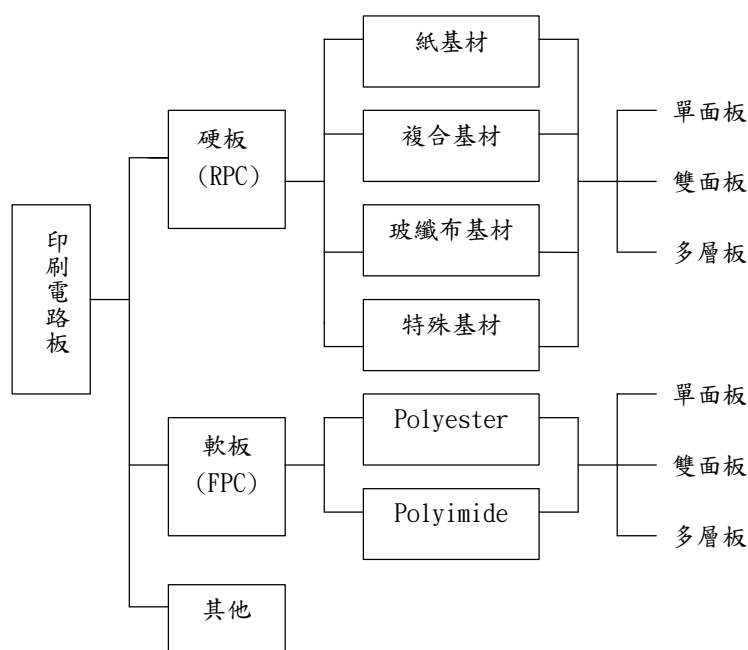 印刷電路板
硬板
(RPC)
紙基材
複合基材
玻纖布基材
特殊基材
單面板
雙面板
多層板
軟板
(FPC)
Polyester
Polyimide
單面板
雙面板
多層板
其他